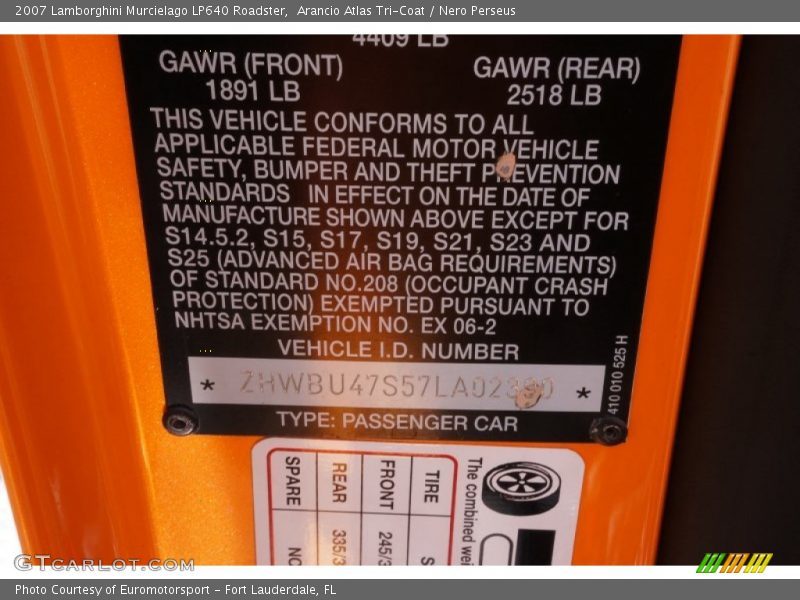 2007 Lamborghini Murcielago LP640 Roadster, Arancio Atlas Tri-Coat / Nero Perseus
4409 LB
GAWR (FRONT) GAWR (REAR)
1891 LB 2518 LB
THIS VEHICLE CONFORMS TO ALL
APPLICABLE FEDERAL MOTOR VEHICLE
SAFETY, BUMPER AND THEFT PREVENTION
STANDARDS IN EFFECT ON THE DATE OF
MANUFACTURE SHOWN ABOVE EXCEPT FOR
S14.5.2, S15, S17, S19, S21, S23 AND
S25 (ADVANCED AIR BAG REQUIREMENTS)
OF STANDARD NO.208 (OCCUPANT CRASH
PROTECTION) EXEMPTED PURSUANT TO
NHTSA EXEMPTION NO. EX 06-2
VEHICLE I.D. NUMBER
TYPE: PASSENGER CAR
410 010 525 H
The combined
TIRE
FRONT
REAR
SPARE
GTcarlot.com
Photo Courtesy of Euromotorsport - Fort Lauderdale, FL